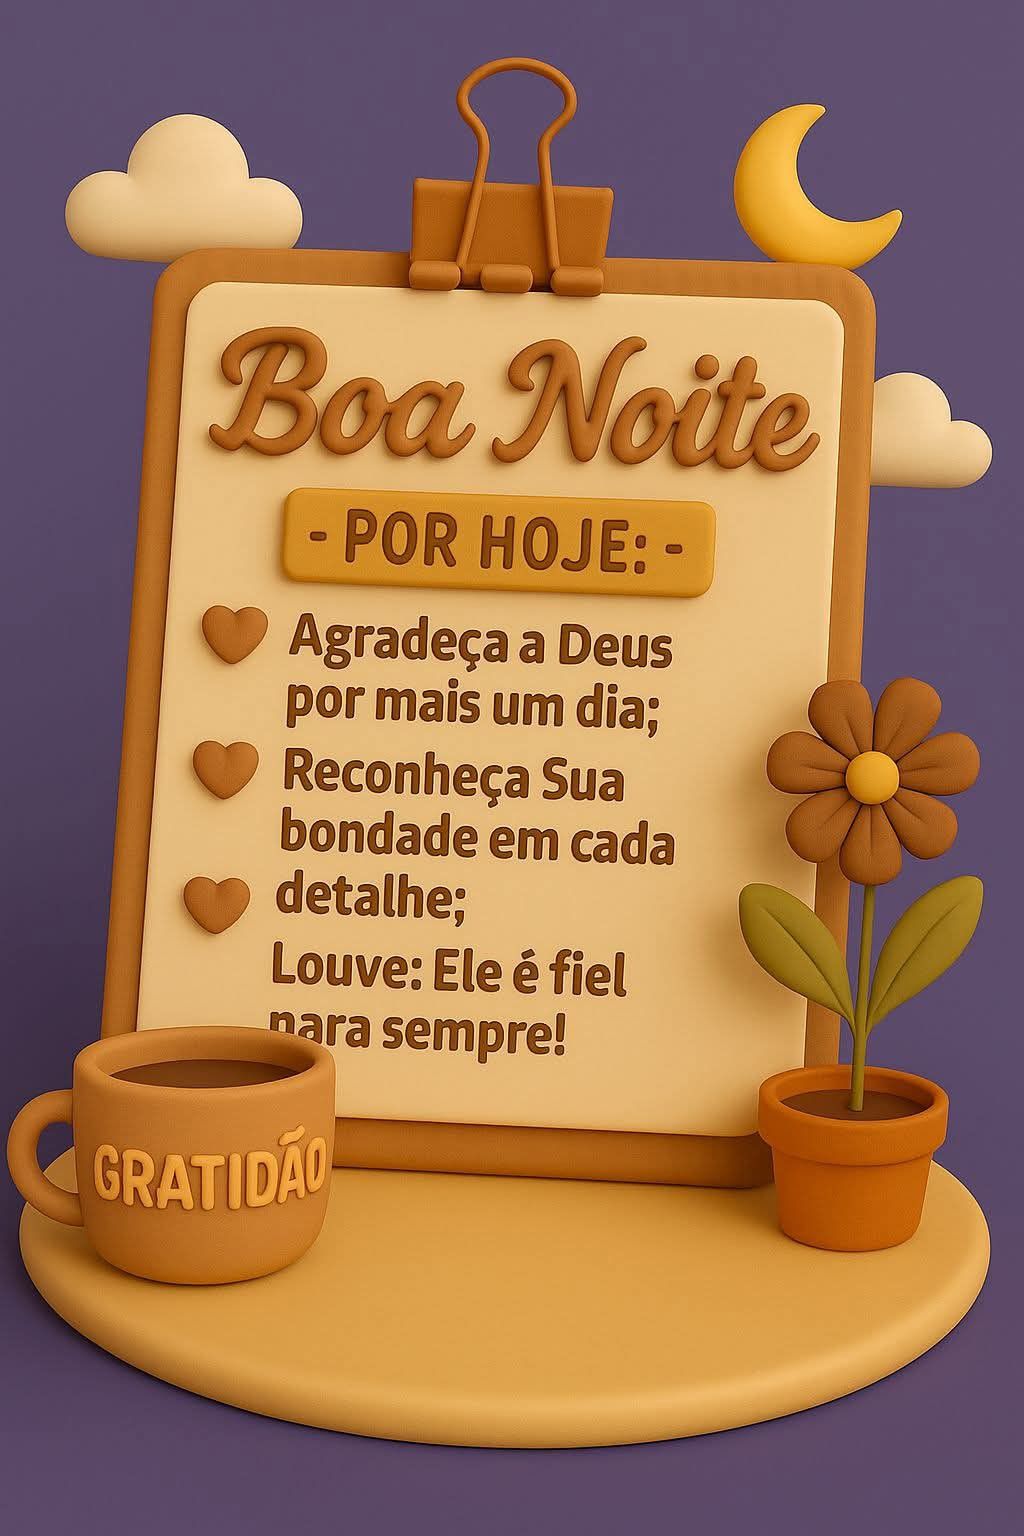 Boa Noite
- POR HOJE: -
Agradeça a Deus
por mais um dia;
Reconheça Sua
bondade em cada
detalhe;
Louve: Ele é fiel
para sempre!
GRATIDÃO